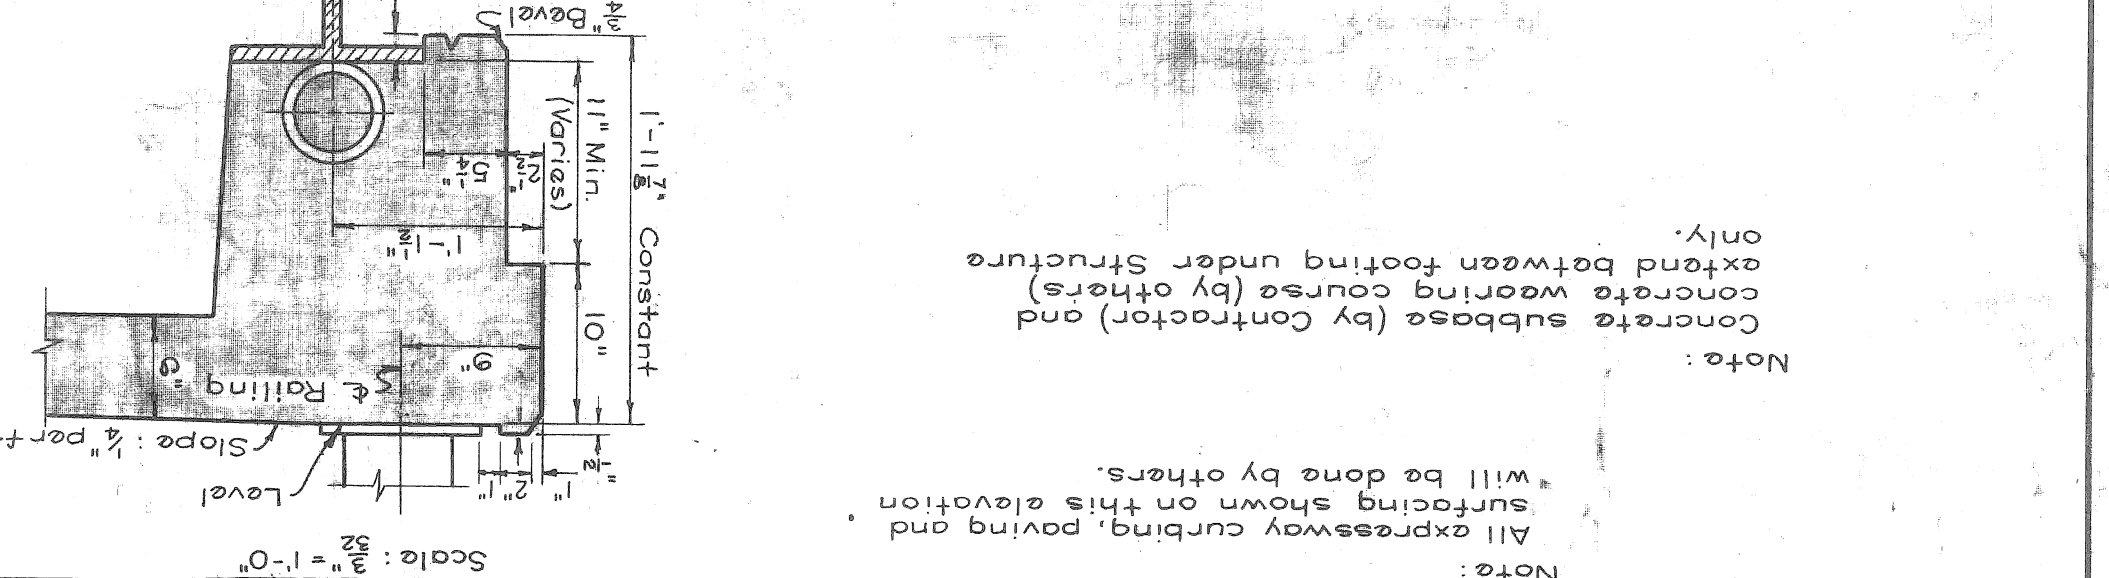 Note:
All expressway curbing, paving and
surfacing shown on this elevation
will be done by others.
Note:
Concrete subbase (by Contractor) and
concrete wearing course (by others)
extend between footing under Structure
only.
Scale: 3/32" = 1'-0"
Level
Slope: 1/4" per
1"
2"
1"
1/2"
℄ Railing
6"
9"
10"
1'-1 1/2"
5 1/4"
2 1/2"
11" Min.
(Varies)
1'-11 7/8" Constant
3/4" Bevel